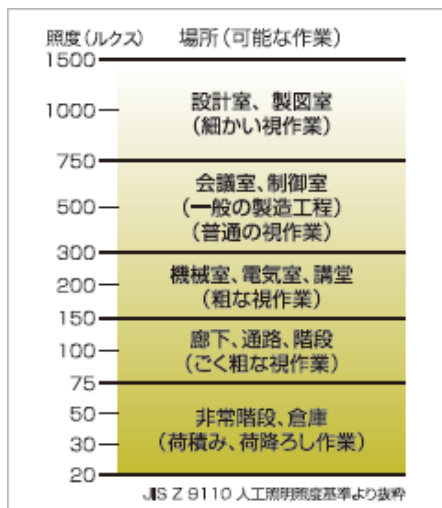 照度(ルクス) 場所(可能な作業)
1500
1000 設計室、製図室
(細かい視作業)
750
会議室、制御室
500 (一般の製造工程)
(普通の視作業)
300
機械室、電気室、講堂
200 (粗な視作業)
150
廊下、通路、階段
100 (ごく粗な視作業)
75
50 非常階段、倉庫
30 (荷積み、荷降ろし作業)
20
JIS Z 9110 人工照明照度基準より抜粋